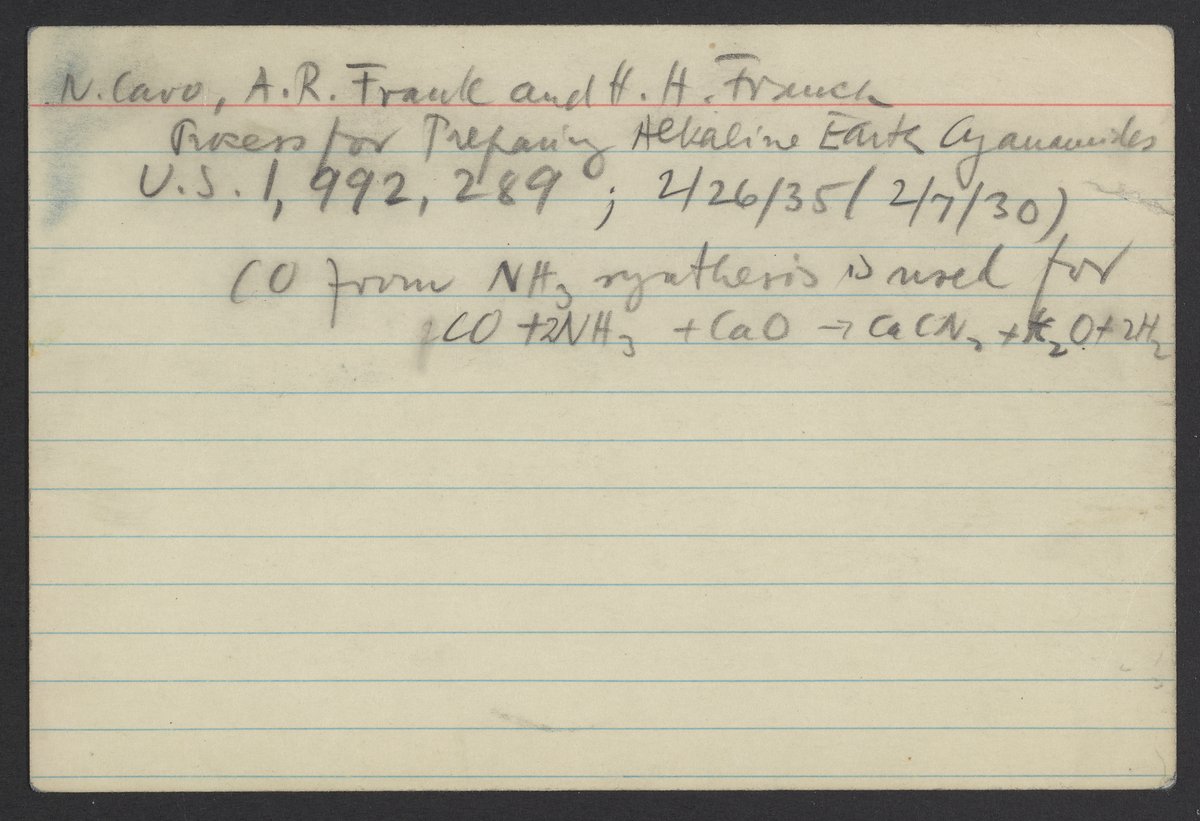 N. Caro, A.R. Frank and H. H. Franck
Process for Preparing Alkaline Earth Cyanamides
U.S. 1,992,289 ; 2/26/35 (2/7/30)
CO from NH₃ synthesis is used for
CO + 2NH₃ + CaO → CaCN₂ + H₂O + 2H₂